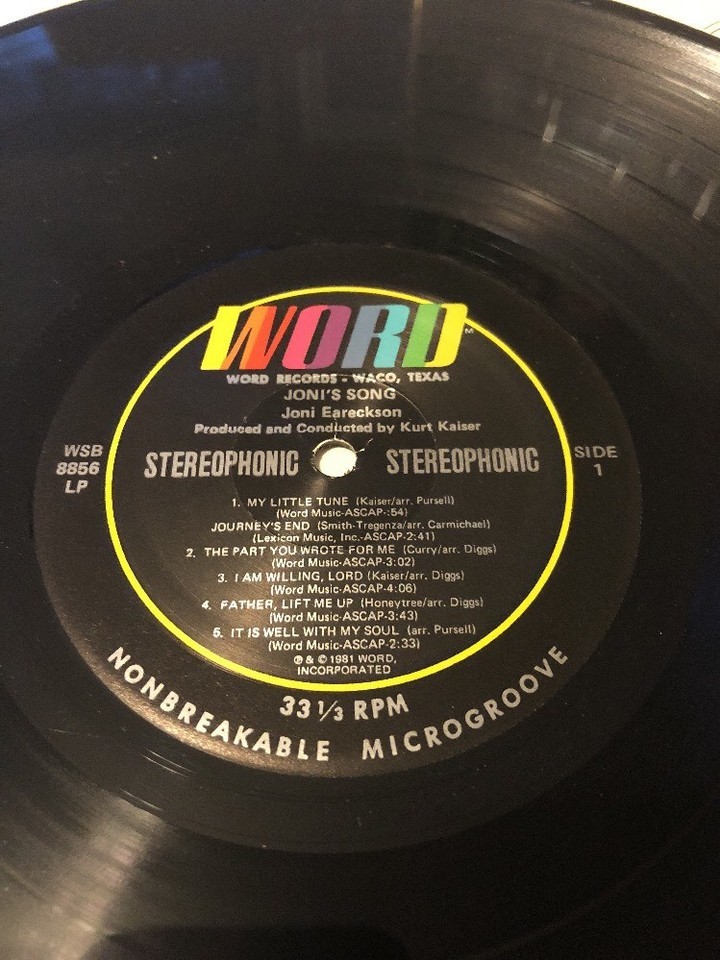 WORD™
WORD RECORDS - WACO, TEXAS
JONI'S SONG
Joni Eareckson
Produced and Conducted by Kurt Kaiser
WSB
8856
LP
STEREOPHONIC STEREOPHONIC
SIDE
1
1. MY LITTLE TUNE (Kaiser/arr. Pursell)
(Word Music-ASCAP-:54)
JOURNEY'S END (Smith-Tregenza/arr. Carmichael)
(Lexicon Music, Inc.-ASCAP-2:41)
2. THE PART YOU WROTE FOR ME (Curry/arr. Diggs)
(Word Music-ASCAP-3:02)
3. I AM WILLING, LORD (Kaiser/arr. Diggs)
(Word Music-ASCAP-4:06)
4. FATHER, LIFT ME UP (Honeytree/arr. Diggs)
(Word Music-ASCAP-3:43)
5. IT IS WELL WITH MY SOUL (arr. Pursell)
(Word Music-ASCAP-2:33)
℗ & © 1981 WORD,
INCORPORATED
33 1/3 RPM
NONBREAKABLE MICROGROOVE